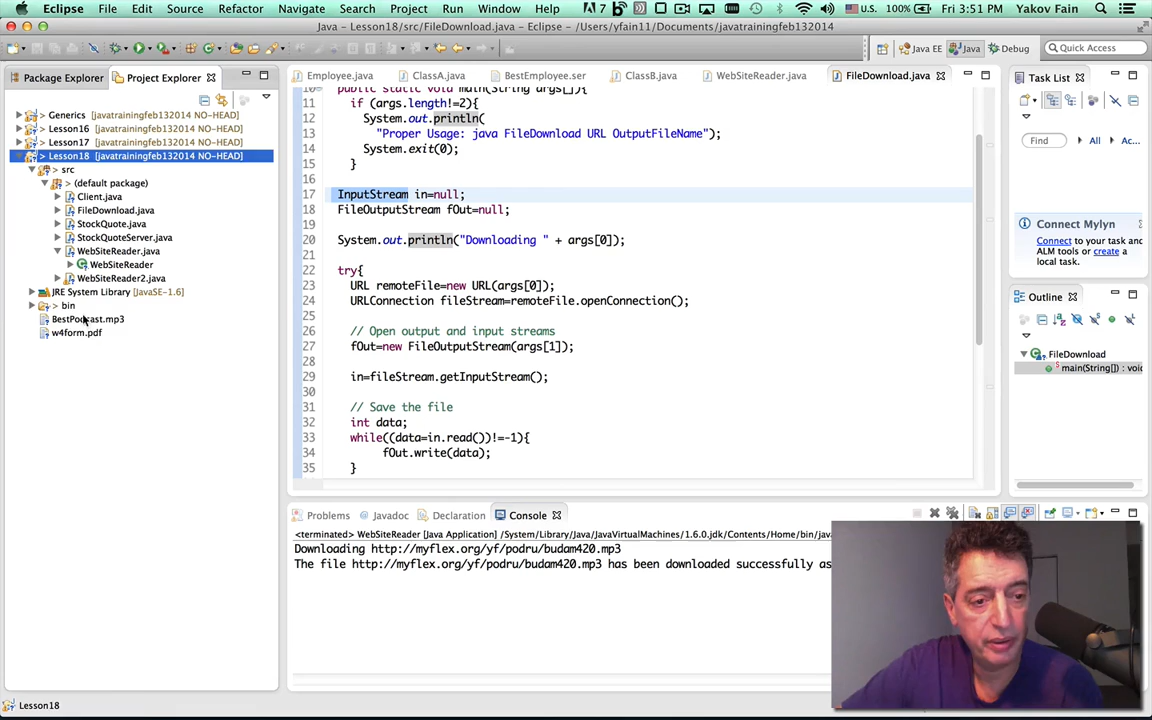 Eclipse File Edit Source Refactor Navigate Search Project Run Window Help 7 U.S. 100% Fri 3:51 PM Yakov Fain
Java - Lesson18/src/FileDownload.java - Eclipse - /Users/yfain11/Documents/javatrainingfeb132014
Java EE Java Debug Quick Access
Package Explorer Project Explorer
Employee.java ClassA.java BestEmployee.ser ClassB.java WebSiteReader.java FileDownload.java
Task List
> Generics [javatrainingfeb132014 NO-HEAD]
> Lesson16 [javatrainingfeb132014 NO-HEAD]
> Lesson17 [javatrainingfeb132014 NO-HEAD]
> Lesson18 [javatrainingfeb132014 NO-HEAD]
> src
> (default package)
Client.java
FileDownload.java
StockQuote.java
StockQuoteServer.java
WebSiteReader.java
WebSiteReader
WebSiteReader2.java
JRE System Library [JavaSE-1.6]
> bin
BestPodcast.mp3
w4form.pdf
10 public static void main(String args[]){
11 if (args.length!=2){
12 System.out.println(
13 "Proper Usage: java FileDownload URL OutputFileName");
14 System.exit(0);
15 }
16
17 InputStream in=null;
18 FileOutputStream fOut=null;
19
20 System.out.println("Downloading " + args[0]);
21
22 try{
23 URL remoteFile=new URL(args[0]);
24 URLConnection fileStream=remoteFile.openConnection();
25
26 // Open output and input streams
27 fOut=new FileOutputStream(args[1]);
28
29 in=fileStream.getInputStream();
30
31 // Save the file
32 int data;
33 while((data=in.read())!=-1){
34 fOut.write(data);
35 }
Find All Ac...
Connect Mylyn
Connect to your task and
ALM tools or create a
local task.
Outline
FileDownload
main(String[]) : voi
Problems Javadoc Declaration Console
<terminated> WebSiteReader [Java Application] /System/Library/Java/JavaVirtualMachines/1.6.0.jdk/Contents/Home/bin/jav
Downloading http://myflex.org/yf/podru/budam420.mp3
The file http://myflex.org/yf/podru/budam420.mp3 has been downloaded successfully as
Lesson18